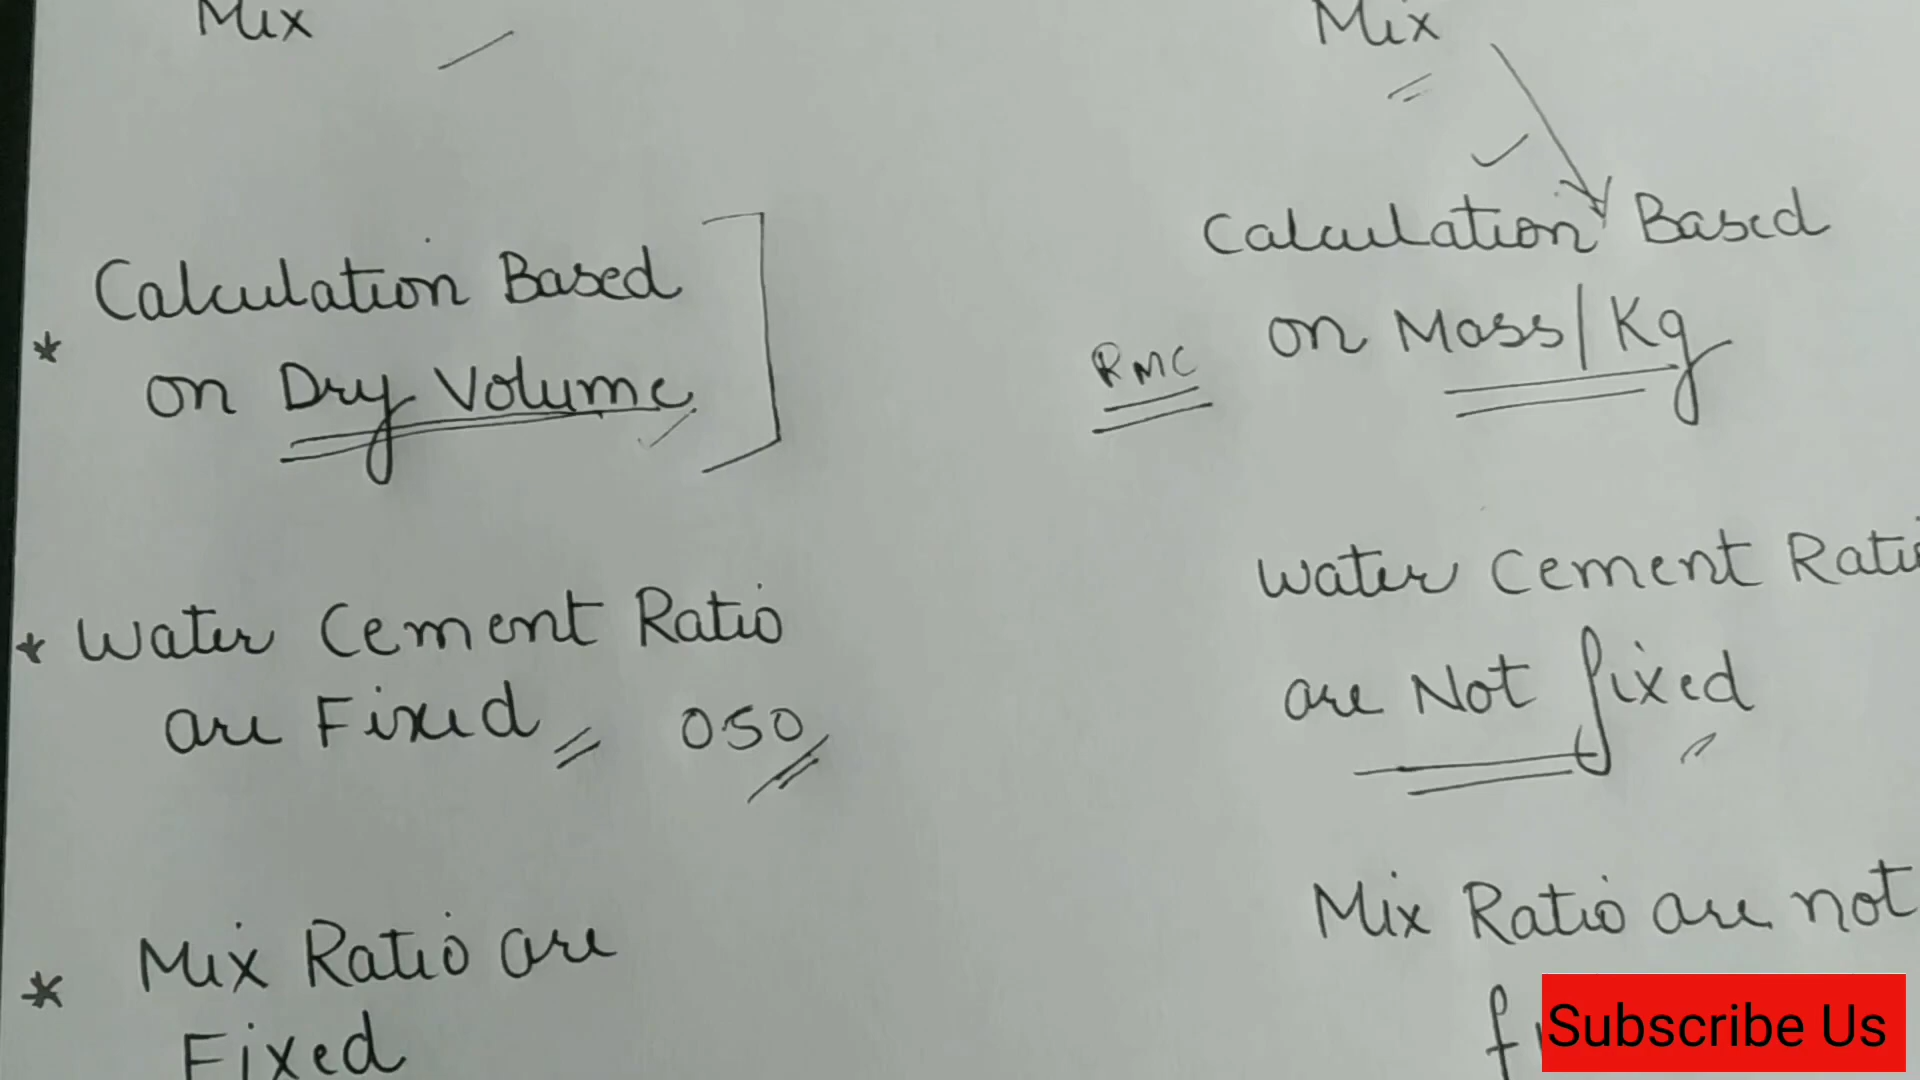 Mix
Calculation Based
on Dry Volume
Water Cement Ratio
are Fixed 050
Mix Ratio are
Fixed
Mix
Calculation Based
on Mass/Kg
RMC
Water Cement Rati
are Not fixed
Mix Ratio are not
Subscribe Us